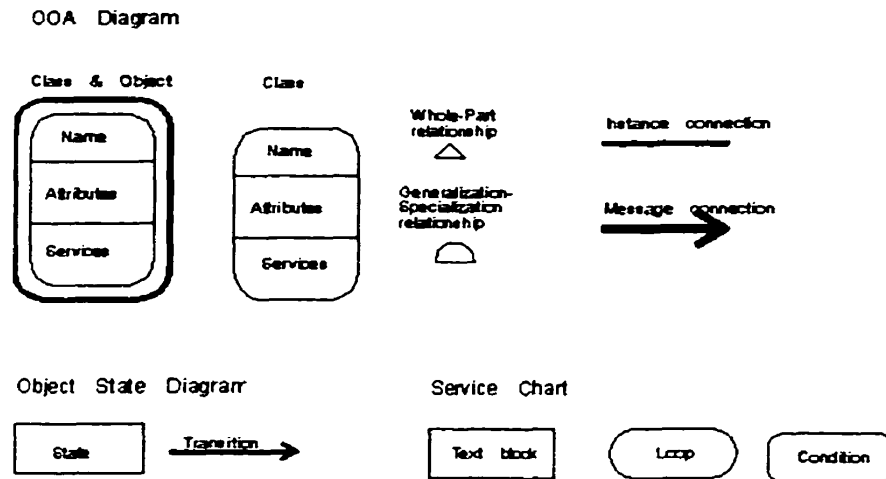 OOA Diagram
Class & Object
Name
Attributes
Services
Class
Name
Attributes
Services
Whole-Part
relationship
Generalization-
Specialization
relationship
Instance connection
Message connection
Object State Diagram
State
Transition
Service Chart
Text block
Loop
Condition